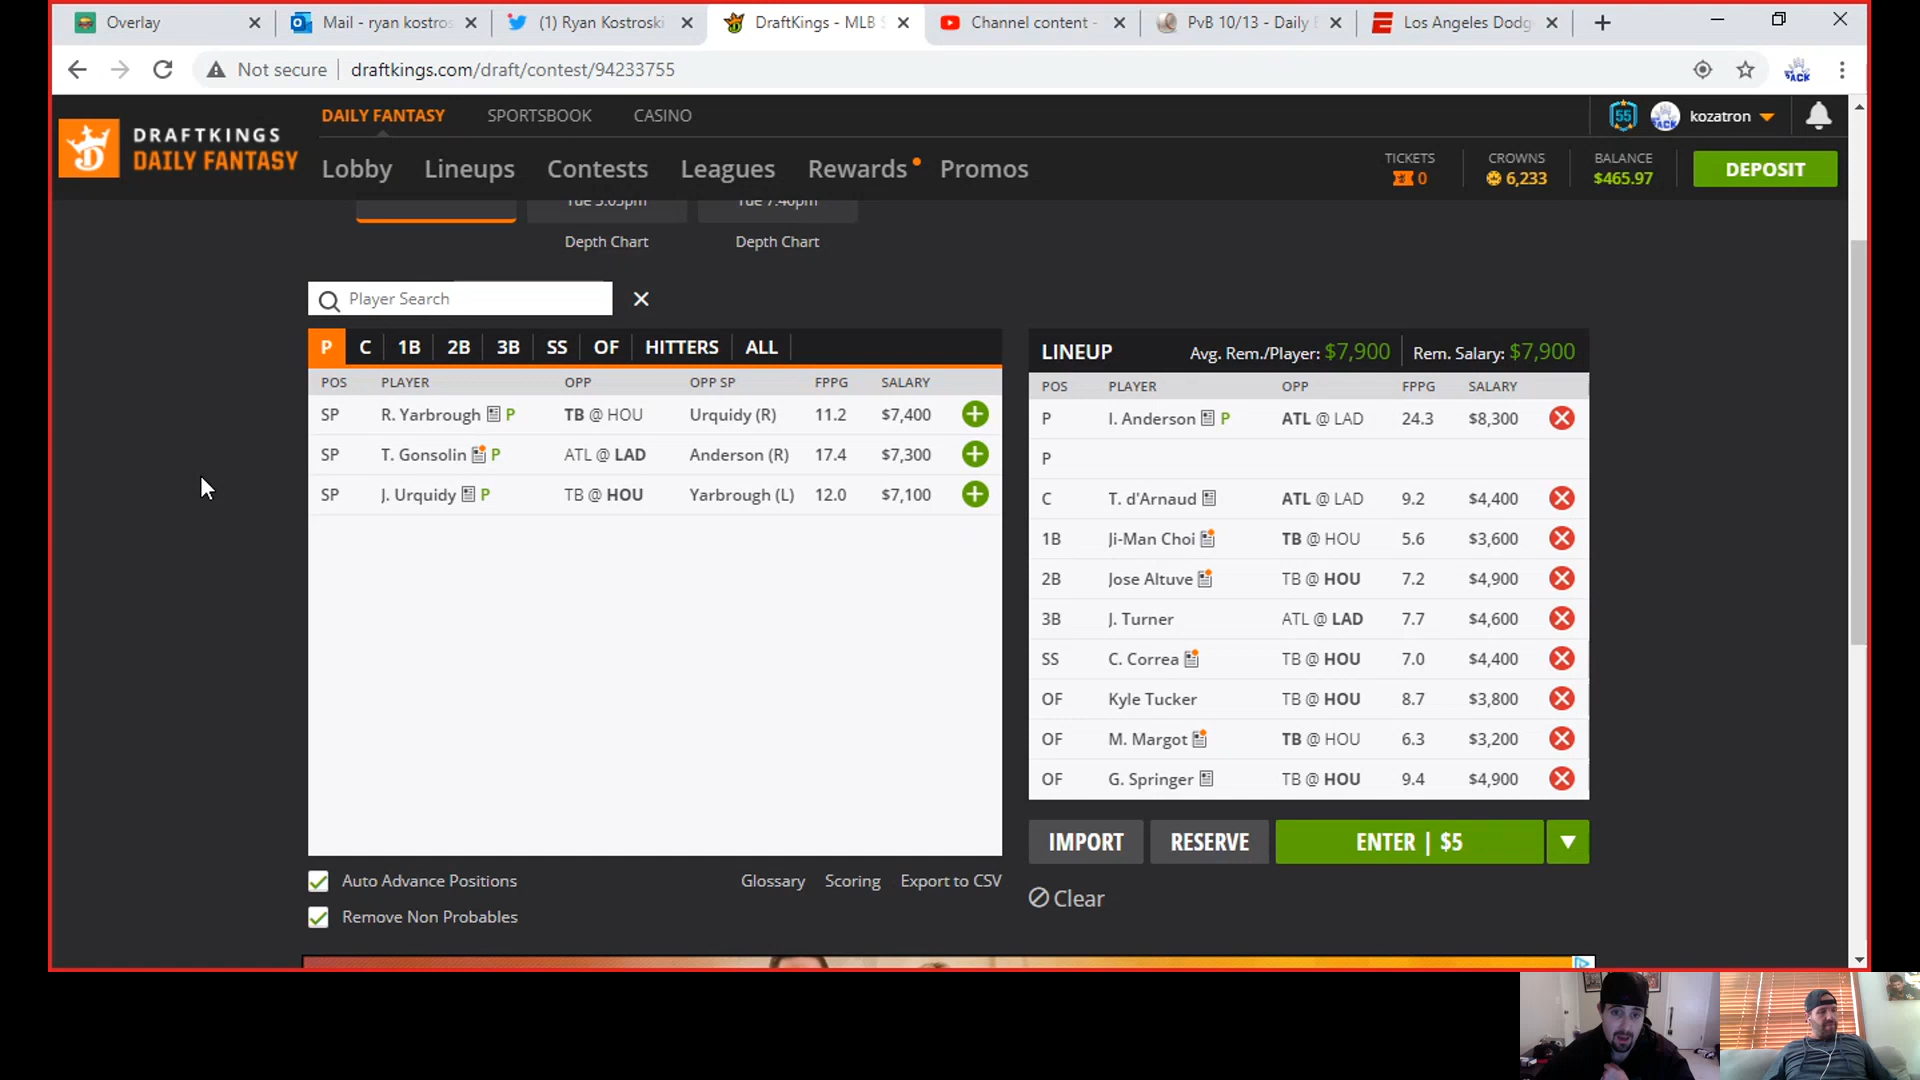 Overlay
Mail - ryan kostros
(1) Ryan Kostroski
DraftKings - MLB S
Channel content -
PvB 10/13 - Daily
Los Angeles Dodg
Not secure
draftkings.com/draft/contest/94233755
DRAFTKINGS
DAILY FANTASY
DAILY FANTASY SPORTSBOOK CASINO
55
kozatron
Lobby Lineups Contests Leagues Rewards Promos
TICKETS
0
CROWNS
6,233
BALANCE
$465.97
DEPOSIT
Tue 5:05pm Tue 7:40pm
Depth Chart Depth Chart
Player Search
P C 1B 2B 3B SS OF HITTERS ALL
POS PLAYER OPP OPP SP FPPG SALARY
SP R. Yarbrough P TB @ HOU Urquidy (R) 11.2 $7,400
SP T. Gonsolin P ATL @ LAD Anderson (R) 17.4 $7,300
SP J. Urquidy P TB @ HOU Yarbrough (L) 12.0 $7,100
Auto Advance Positions
Remove Non Probables
Glossary Scoring Export to CSV
LINEUP Avg. Rem./Player: $7,900 Rem. Salary: $7,900
POS PLAYER OPP FPPG SALARY
P I. Anderson P ATL @ LAD 24.3 $8,300
P
C T. d'Arnaud ATL @ LAD 9.2 $4,400
1B Ji-Man Choi TB @ HOU 5.6 $3,600
2B Jose Altuve TB @ HOU 7.2 $4,900
3B J. Turner ATL @ LAD 7.7 $4,600
SS C. Correa TB @ HOU 7.0 $4,400
OF Kyle Tucker TB @ HOU 8.7 $3,800
OF M. Margot TB @ HOU 6.3 $3,200
OF G. Springer TB @ HOU 9.4 $4,900
IMPORT RESERVE ENTER | $5
Clear